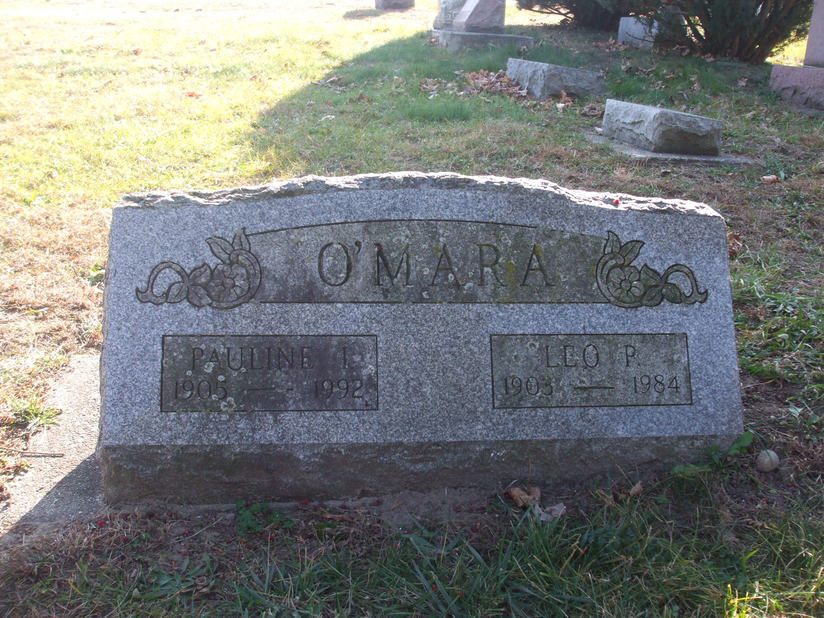 O'MARA
PAULINE I.
1905 — 1992
LEO P.
1903 — 1984